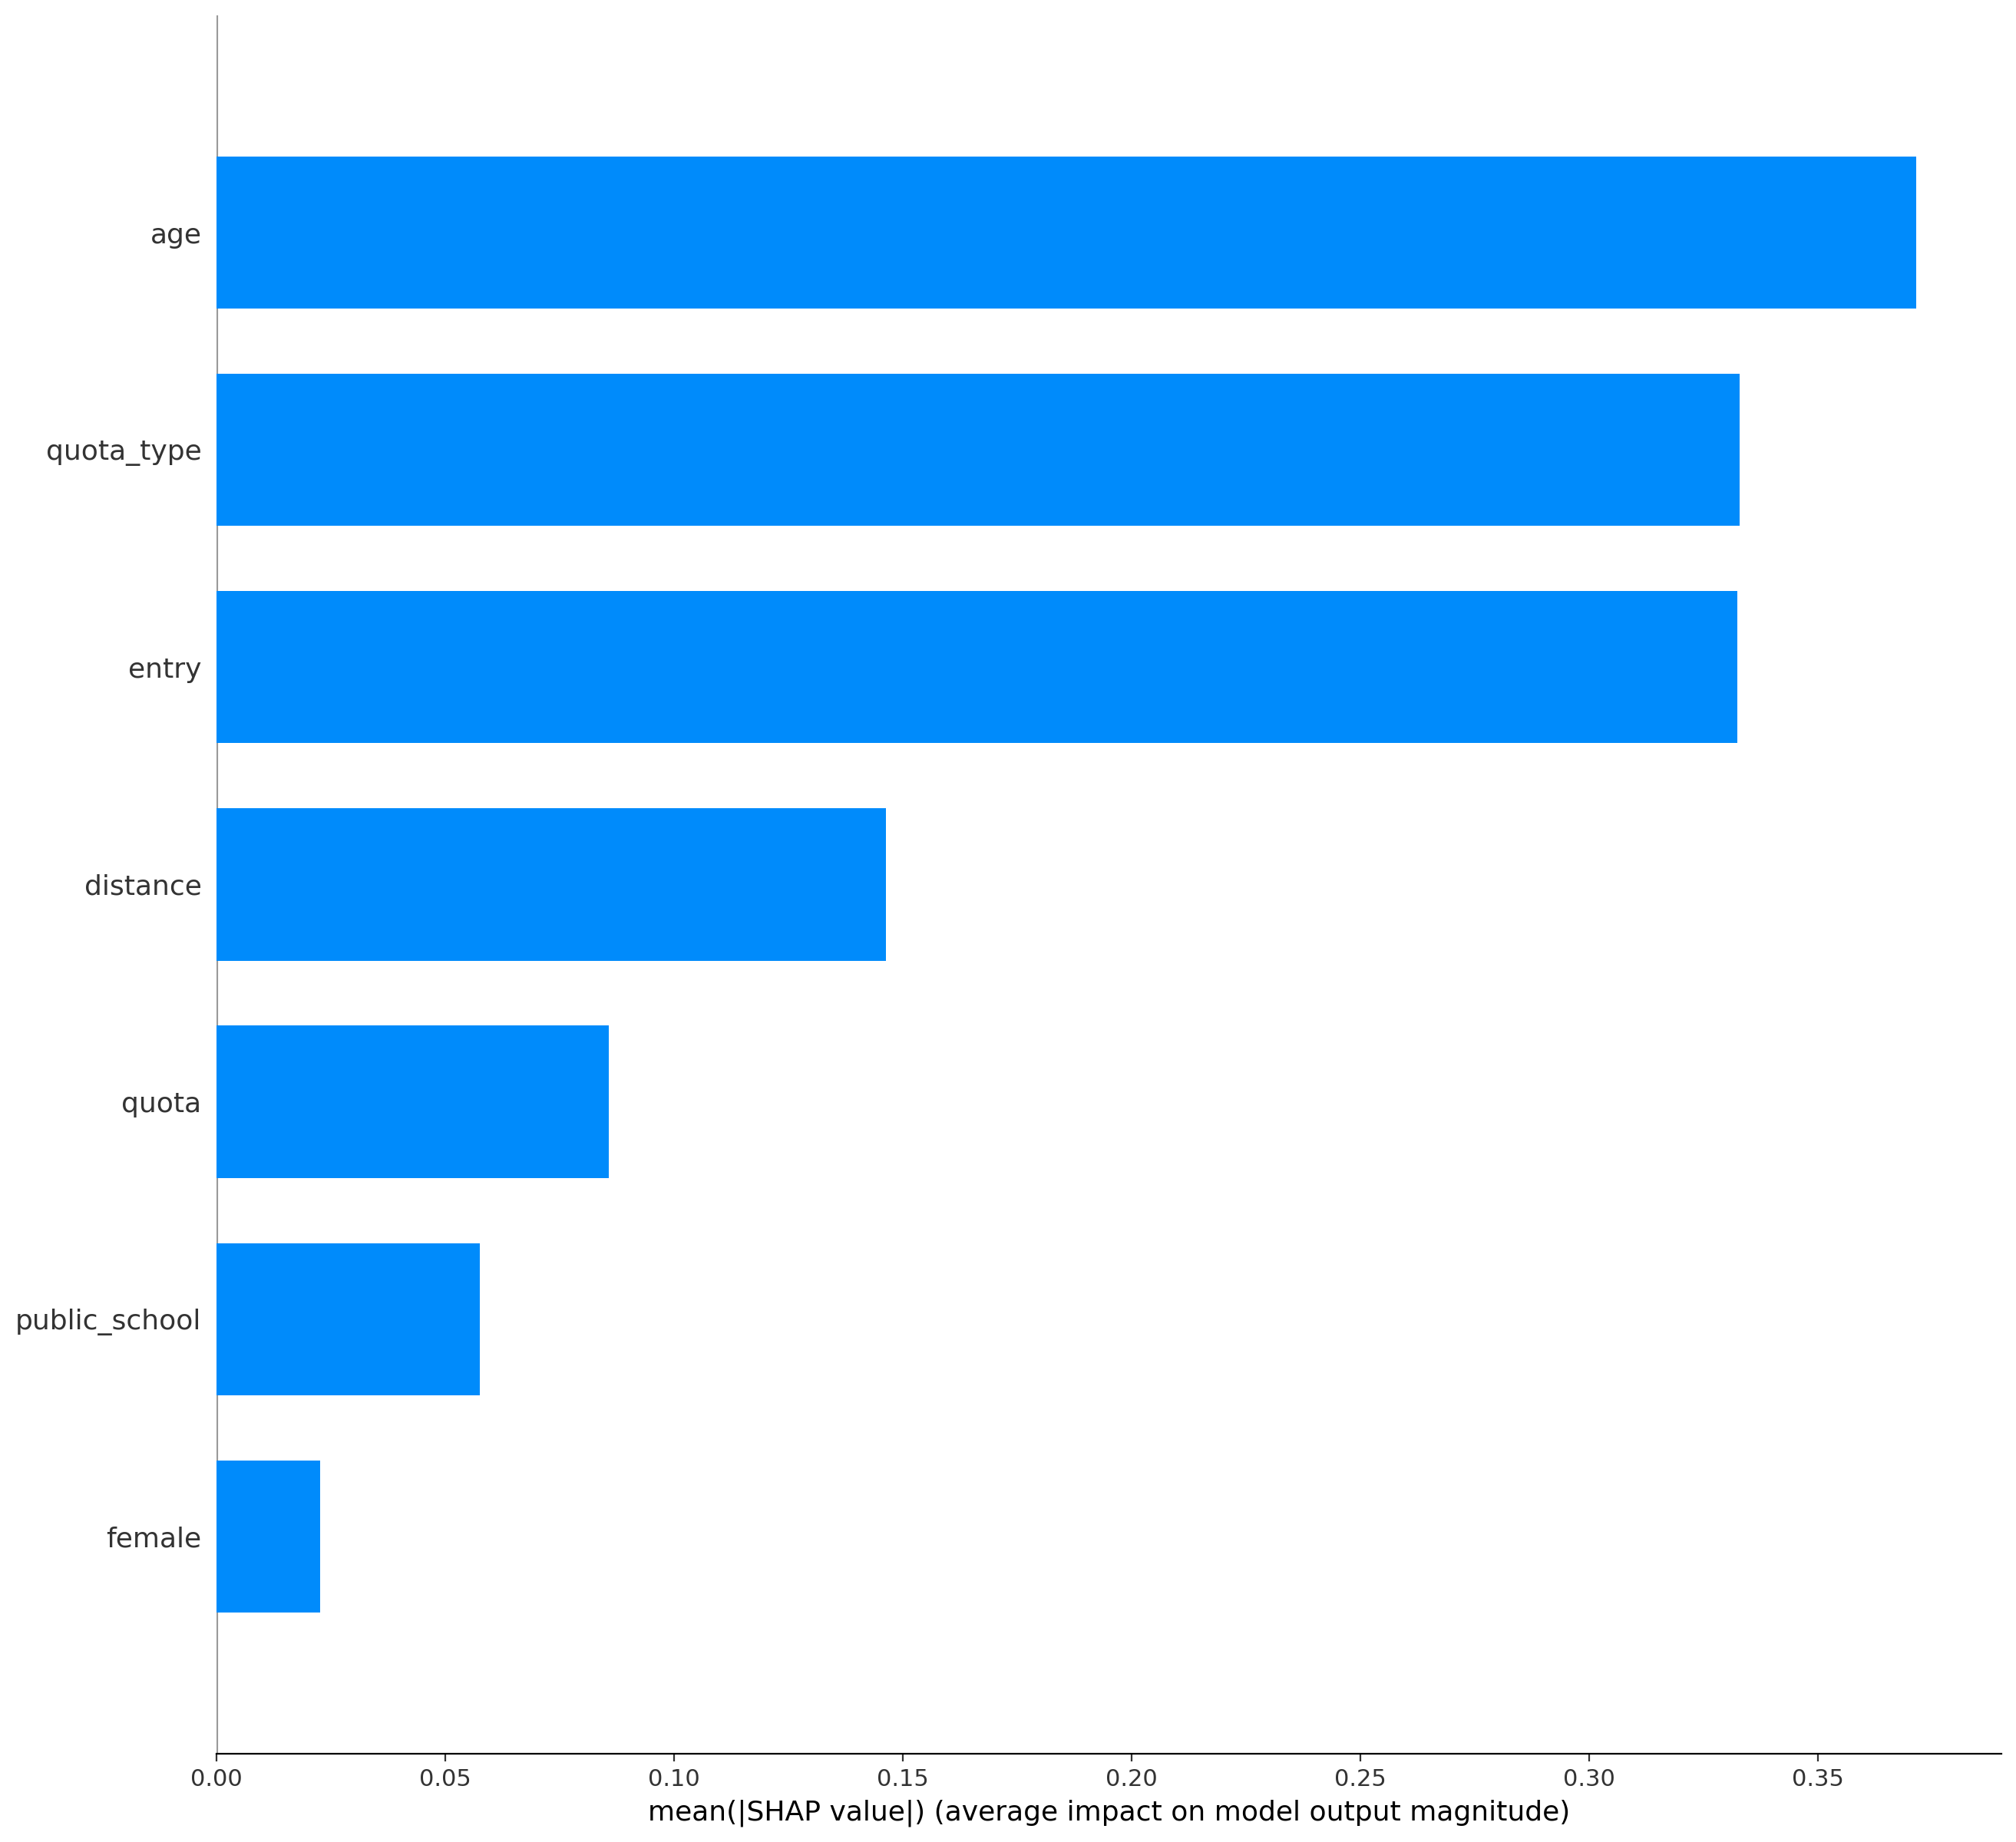 age
quota_type
entry
distance
quota
public_school
female
0.00 0.05 0.10 0.15 0.20 0.25 0.30 0.35
mean(|SHAP value|) (average impact on model output magnitude)